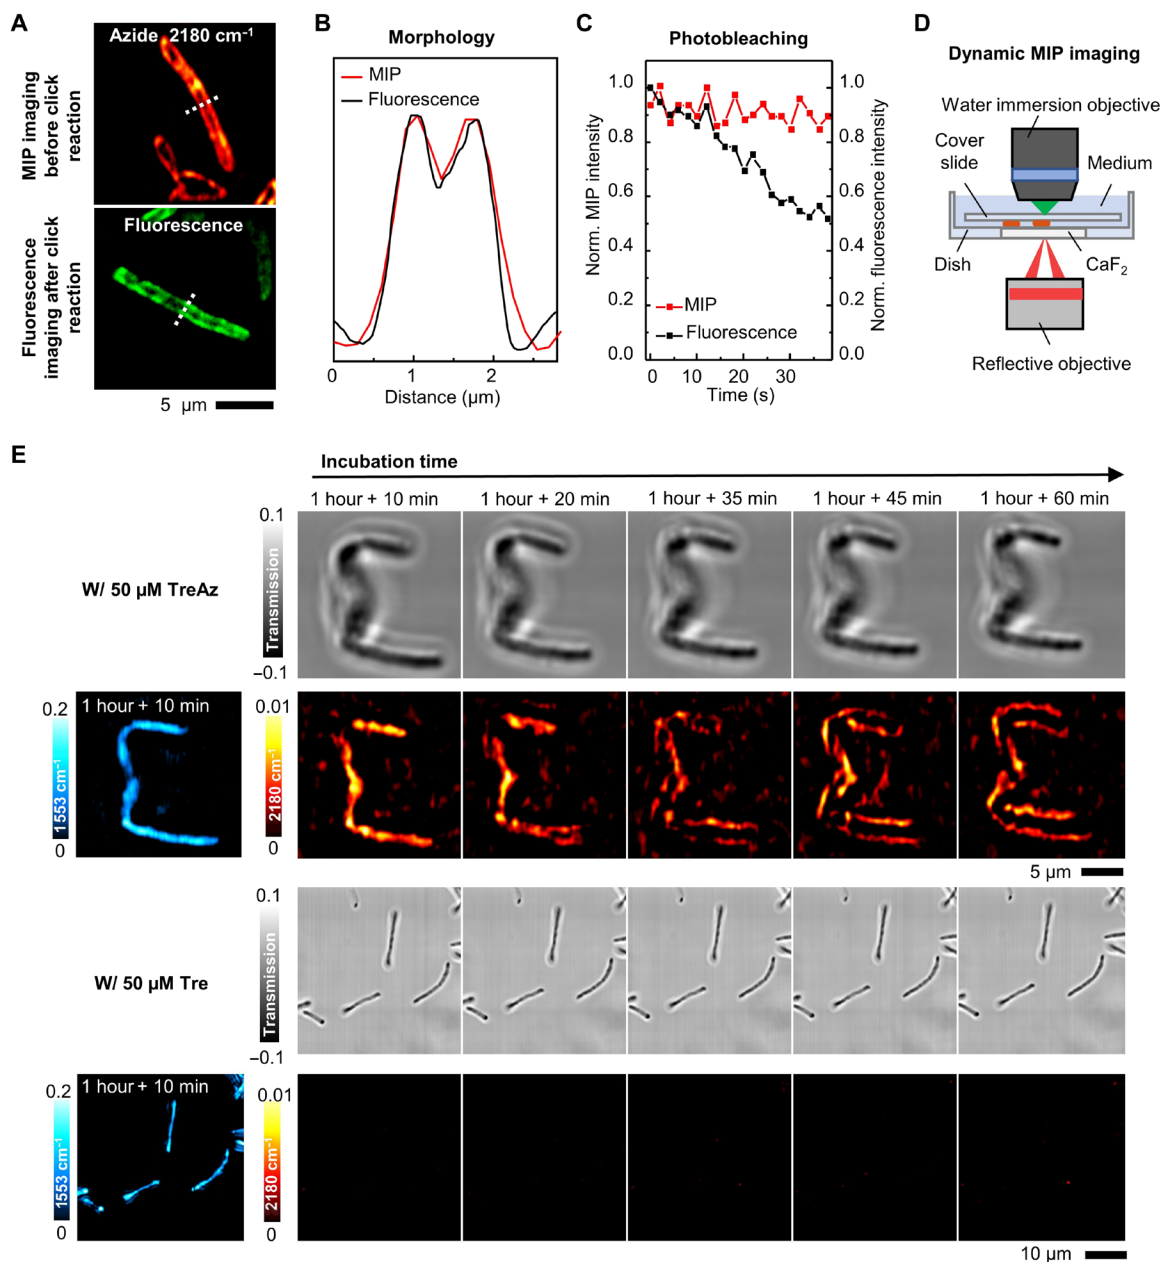 A
MIP imaging
before click
reaction
Azide 2180 cm⁻¹
Fluorescence
imaging after click
reaction
Fluorescence
5 µm
B
Morphology
MIP
Fluorescence
0
1
2
Distance (µm)
C
Photobleaching
Norm. MIP intensity
1.0
0.8
0.6
0.4
0.2
0.0
MIP
Fluorescence
0
10
20
30
Time (s)
1.0
0.8
0.6
0.4
0.2
0.0
Norm. fluorescence intensity
D
Dynamic MIP imaging
Water immersion objective
Cover
slide
Medium
Dish
CaF₂
Reflective objective
E
Incubation time
1 hour + 10 min
1 hour + 20 min
1 hour + 35 min
1 hour + 45 min
1 hour + 60 min
W/ 50 µM TreAz
0.1
Transmission
–0.1
0.2
1553 cm⁻¹
0
1 hour + 10 min
0.01
2180 cm⁻¹
0
5 µm
W/ 50 µM Tre
0.1
Transmission
–0.1
0.2
1553 cm⁻¹
0
1 hour + 10 min
0.01
2180 cm⁻¹
0
10 µm